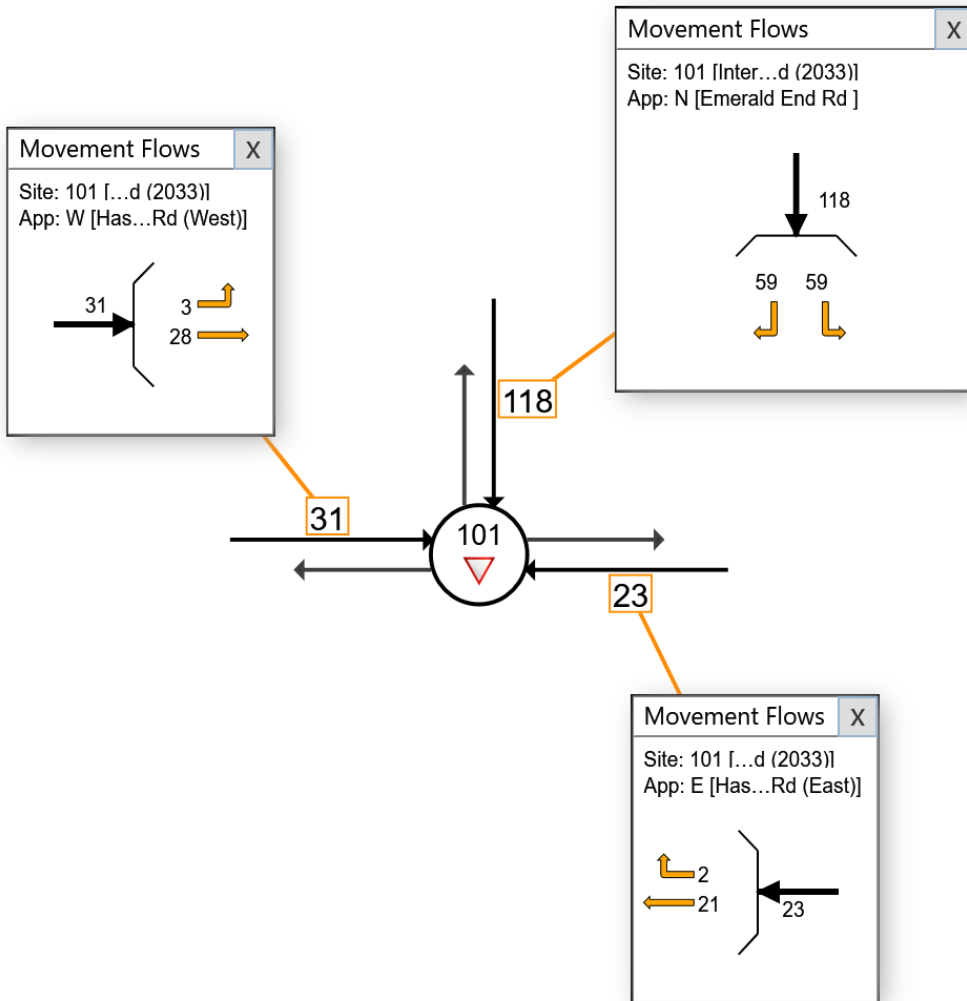 Movement Flows X
Site: 101 [Inter...d (2033)]
App: N [Emerald End Rd ]
118
59 59
Movement Flows X
Site: 101 [...d (2033)]
App: W [Has...Rd (West)]
31
3
28
118
31
101
23
Movement Flows X
Site: 101 [...d (2033)]
App: E [Has...Rd (East)]
2
21
23